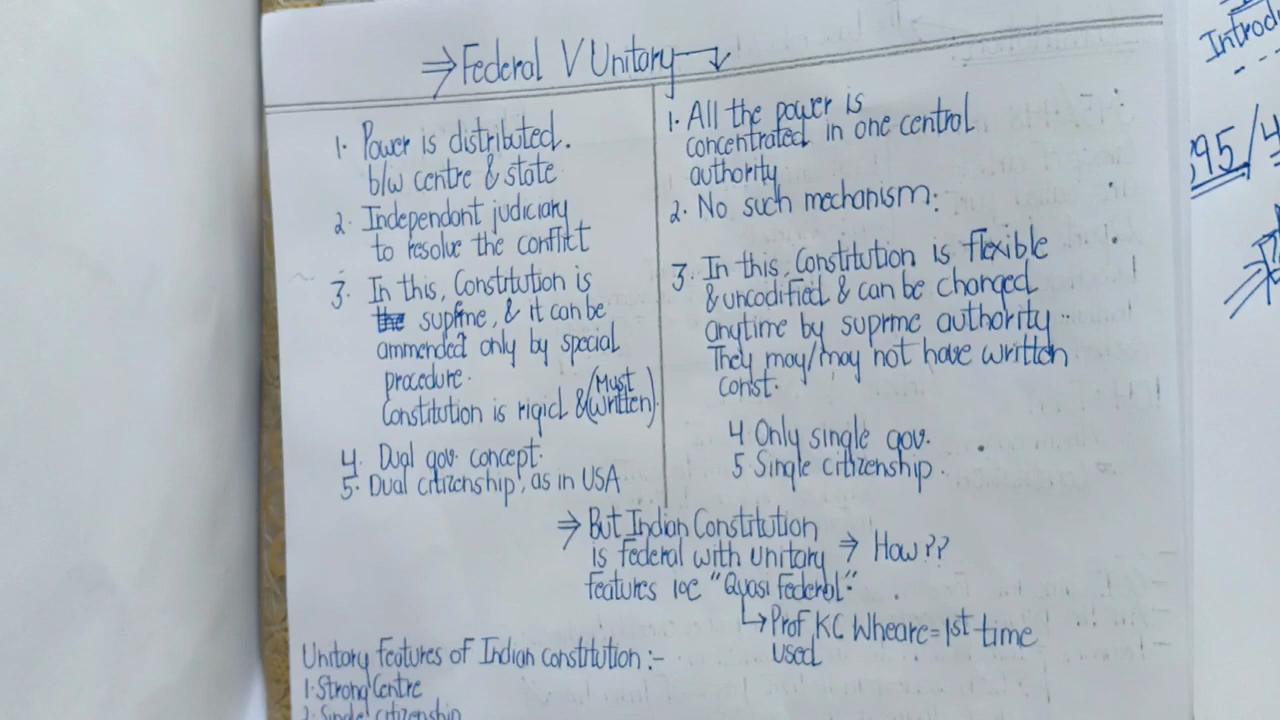 ⇒ Federal V Unitary
1. Power is distributed.
b/w centre & state
2. Independent judiciary
to resolve the conflict
3. In this, Constitution is
the suprme, & it can be
ammended only by special
procedure.
Constitution is rigid & (Must
written).
4. Dual gov. concept.
5. Dual citizenship, as in USA
1. All the power is
concentrated in one central
authority
2. No such mechanism.
3. In this, Constitution is flexible
& uncodified & can be changed
anytime by suprme authority
They may/may not have written
const.
4 Only single gov.
5 Single citizenship.
⇒ But Indian Constitution
is federal with unitary ⇒ How??
features ie "Quasi Federal".
↳ Prof KC Wheare = 1st time
used
Unitary features of Indian constitution :-
1. Strong Centre
2. Single citizenship
Introd
395/4